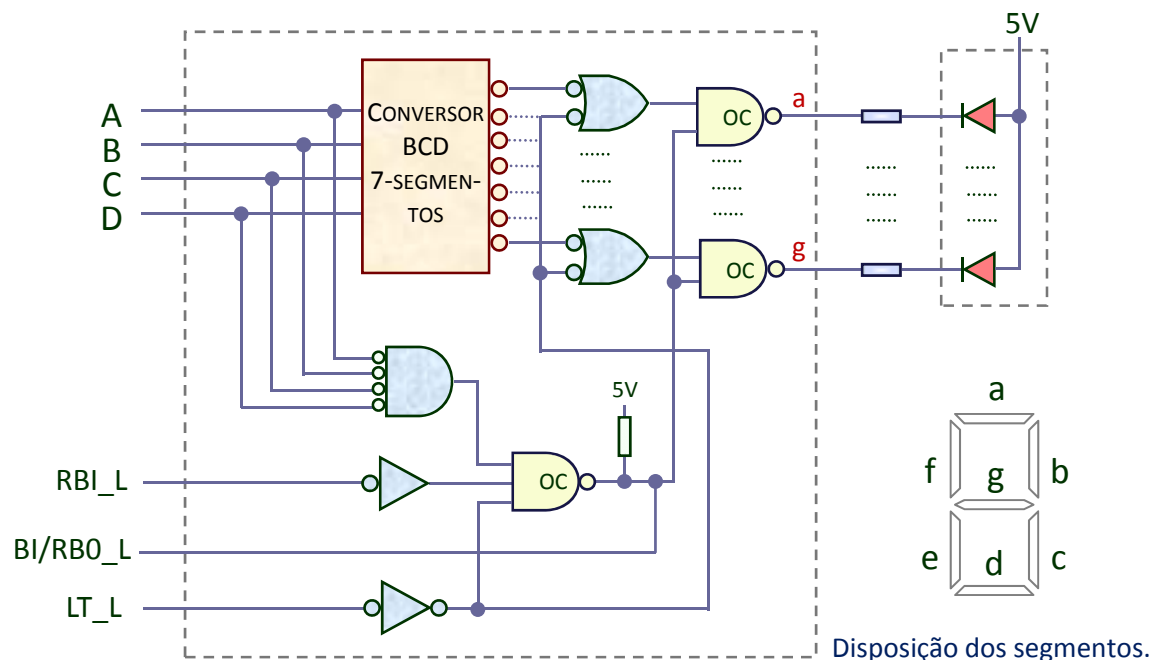 5V
A
B
C
D
CONVERSOR
BCD
7-SEGMEN-
TOS
OC
a
OC
g
5V
OC
RBI_L
BI/RB0_L
LT_L
a
f
g
b
e
d
c
Disposição dos segmentos.